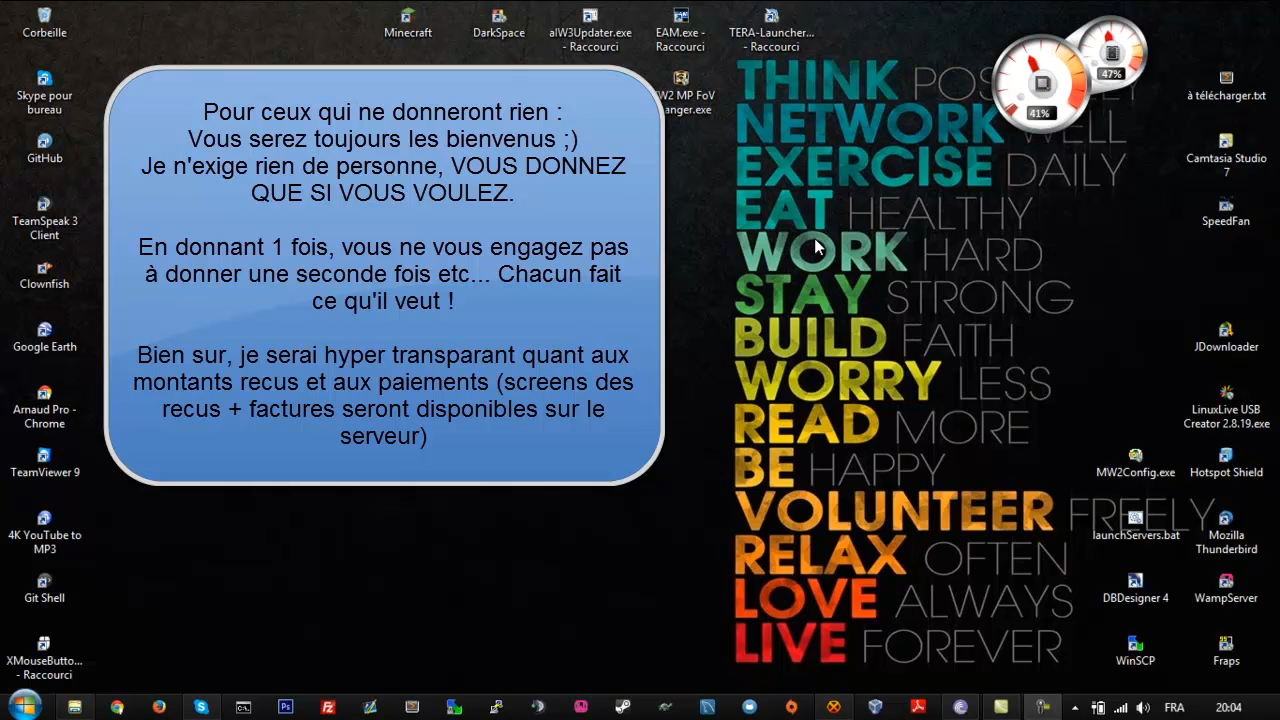 Corbeille
Skype pour
bureau
GitHub
TeamSpeak 3
Client
Clownfish
Google Earth
Arnaud Pro -
Chrome
TeamViewer 9
4K YouTube to
MP3
Git Shell
XMouseButto...
- Raccourci
Minecraft
DarkSpace
alW3Updater.exe
- Raccourci
EAM.exe -
Raccourci
TERA-Launcher...
- Raccourci
W2 MP FoV
anger.exe
Pour ceux qui ne donneront rien :
Vous serez toujours les bienvenus ;)
Je n'exige rien de personne, VOUS DONNEZ
QUE SI VOUS VOULEZ.
En donnant 1 fois, vous ne vous engagez pas
à donner une seconde fois etc... Chacun fait
ce qu'il veut !
Bien sur, je serai hyper transparant quant aux
montants recus et aux paiements (screens des
recus + factures seront disponibles sur le
serveur)
THINK
NETWORK WELL
EXERCISE DAILY
EAT HEALTHY
WORK HARD
STAY STRONG
BUILD FAITH
WORRY LESS
READ MORE
BE HAPPY
VOLUNTEER FREELY
RELAX OFTEN
LOVE ALWAYS
LIVE FOREVER
41%
47%
à télécharger.txt
Camtasia Studio
7
SpeedFan
JDownloader
LinuxLive USB
Creator 2.8.19.exe
MW2Config.exe
Hotspot Shield
launchServers.bat
Mozilla
Thunderbird
DBDesigner 4
WampServer
WinSCP
Fraps
FRA
20:04